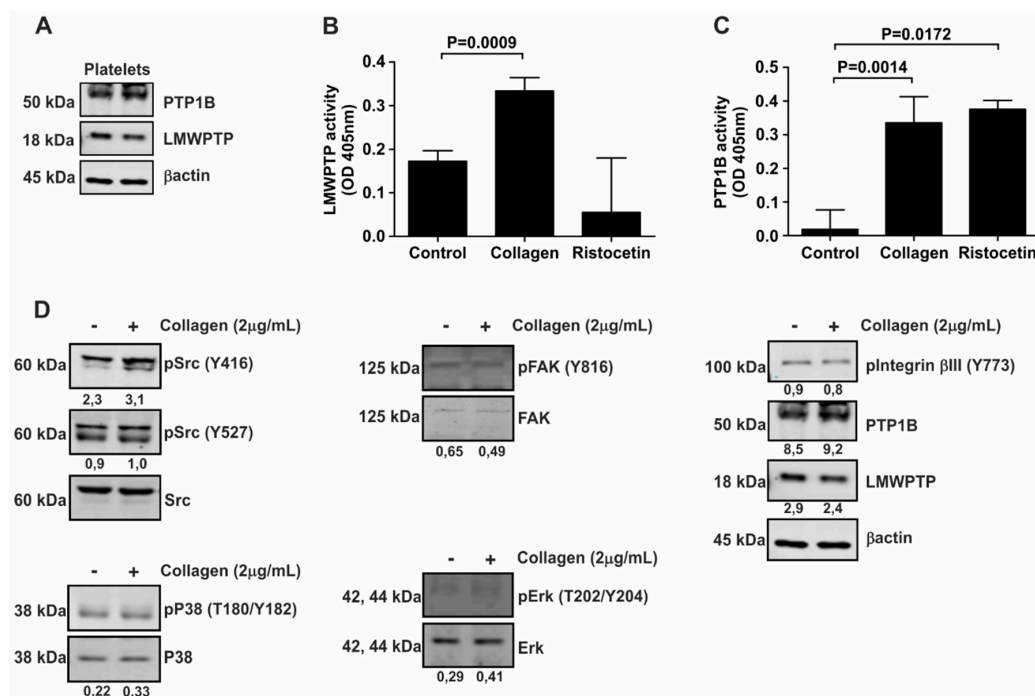 A
Platelets
50 kDa PTP1B
18 kDa LMWPTP
45 kDa βactin
B
P=0.0009
LMWPTP activity
(OD 405nm)
0.4
0.3
0.2
0.1
0.0
Control Collagen Ristocetin
C
P=0.0172
P=0.0014
PTP1B activity
(OD 405nm)
0.5
0.4
0.3
0.2
0.1
0.0
Control Collagen Ristocetin
D
- + Collagen (2µg/mL)
60 kDa pSrc (Y416)
2,3 3,1
60 kDa pSrc (Y527)
0,9 1,0
60 kDa Src
- + Collagen (2µg/mL)
125 kDa pFAK (Y816)
125 kDa FAK
0,65 0,49
- + Collagen (2µg/mL)
100 kDa pIntegrin βIII (Y773)
0,9 0,8
50 kDa PTP1B
8,5 9,2
18 kDa LMWPTP
2,9 2,4
45 kDa βactin
- + Collagen (2µg/mL)
38 kDa pP38 (T180/Y182)
38 kDa P38
0,22 0,33
- + Collagen (2µg/mL)
42, 44 kDa pErk (T202/Y204)
42, 44 kDa Erk
0,29 0,41